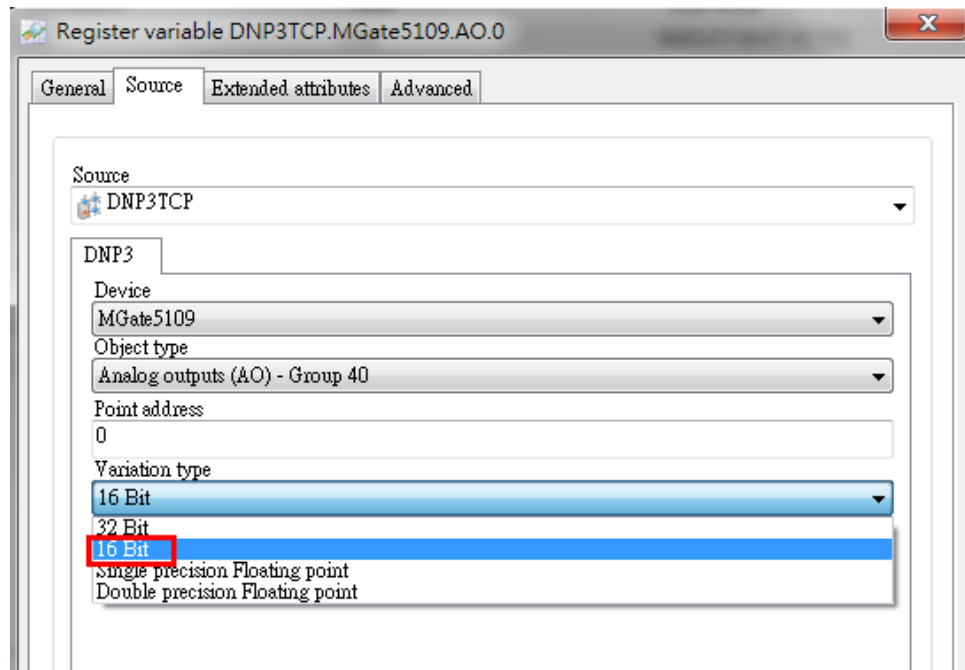 Register variable DNP3TCP.MGate5109.AO.0
x
General Source Extended attributes Advanced
Source
DNP3TCP
DNP3
Device
MGate5109
Object type
Analog outputs (AO) - Group 40
Point address
0
Variation type
16 Bit
32 Bit
16 Bit
Single precision Floating point
Double precision Floating point